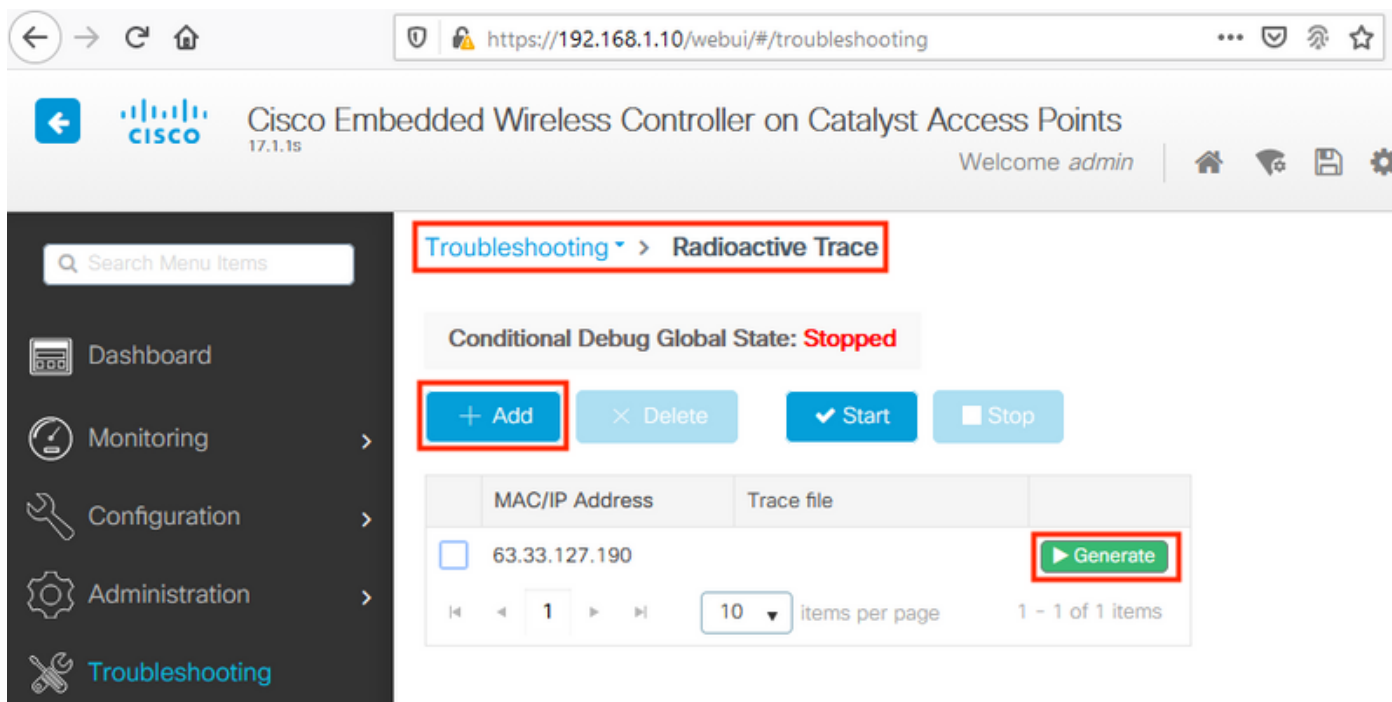 https://192.168.1.10/webui/#/troubleshooting
CISCO
Cisco Embedded Wireless Controller on Catalyst Access Points
17.1.1s
Welcome admin
Search Menu Items
Dashboard
Monitoring
Configuration
Administration
Troubleshooting
Troubleshooting > Radioactive Trace
Conditional Debug Global State: Stopped
+ Add × Delete ✔ Start Stop
MAC/IP Address Trace file
63.33.127.190 Generate
1 10 items per page 1 - 1 of 1 items